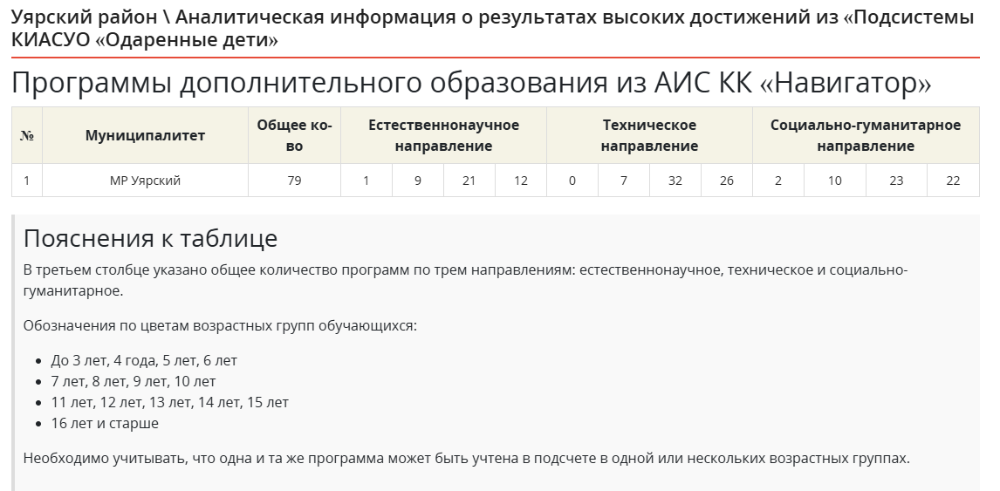 Уярский район \ Аналитическая информация о результатах высоких достижений из «Подсистемы
КИАСУО «Одаренные дети»
Программы дополнительного образования из АИС КК «Навигатор»
№ Муниципалитет Общее ко-во Естественнонаучное направление Техническое направление Социально-гуманитарное направление
1 МР Уярский 79 1 9 21 12 0 7 32 26 2 10 23 22
Пояснения к таблице
В третьем столбце указано общее количество программ по трем направлениям: естественнонаучное, техническое и социально-
гуманитарное.
Обозначения по цветам возрастных групп обучающихся:
• До 3 лет, 4 года, 5 лет, 6 лет
• 7 лет, 8 лет, 9 лет, 10 лет
• 11 лет, 12 лет, 13 лет, 14 лет, 15 лет
• 16 лет и старше
Необходимо учитывать, что одна и та же программа может быть учтена в подсчете в одной или нескольких возрастных группах.